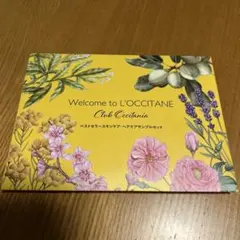 Welcome to L'OCCITANE
Club Occitania
ベストセラースキンケア・ヘアケアサンプルセット